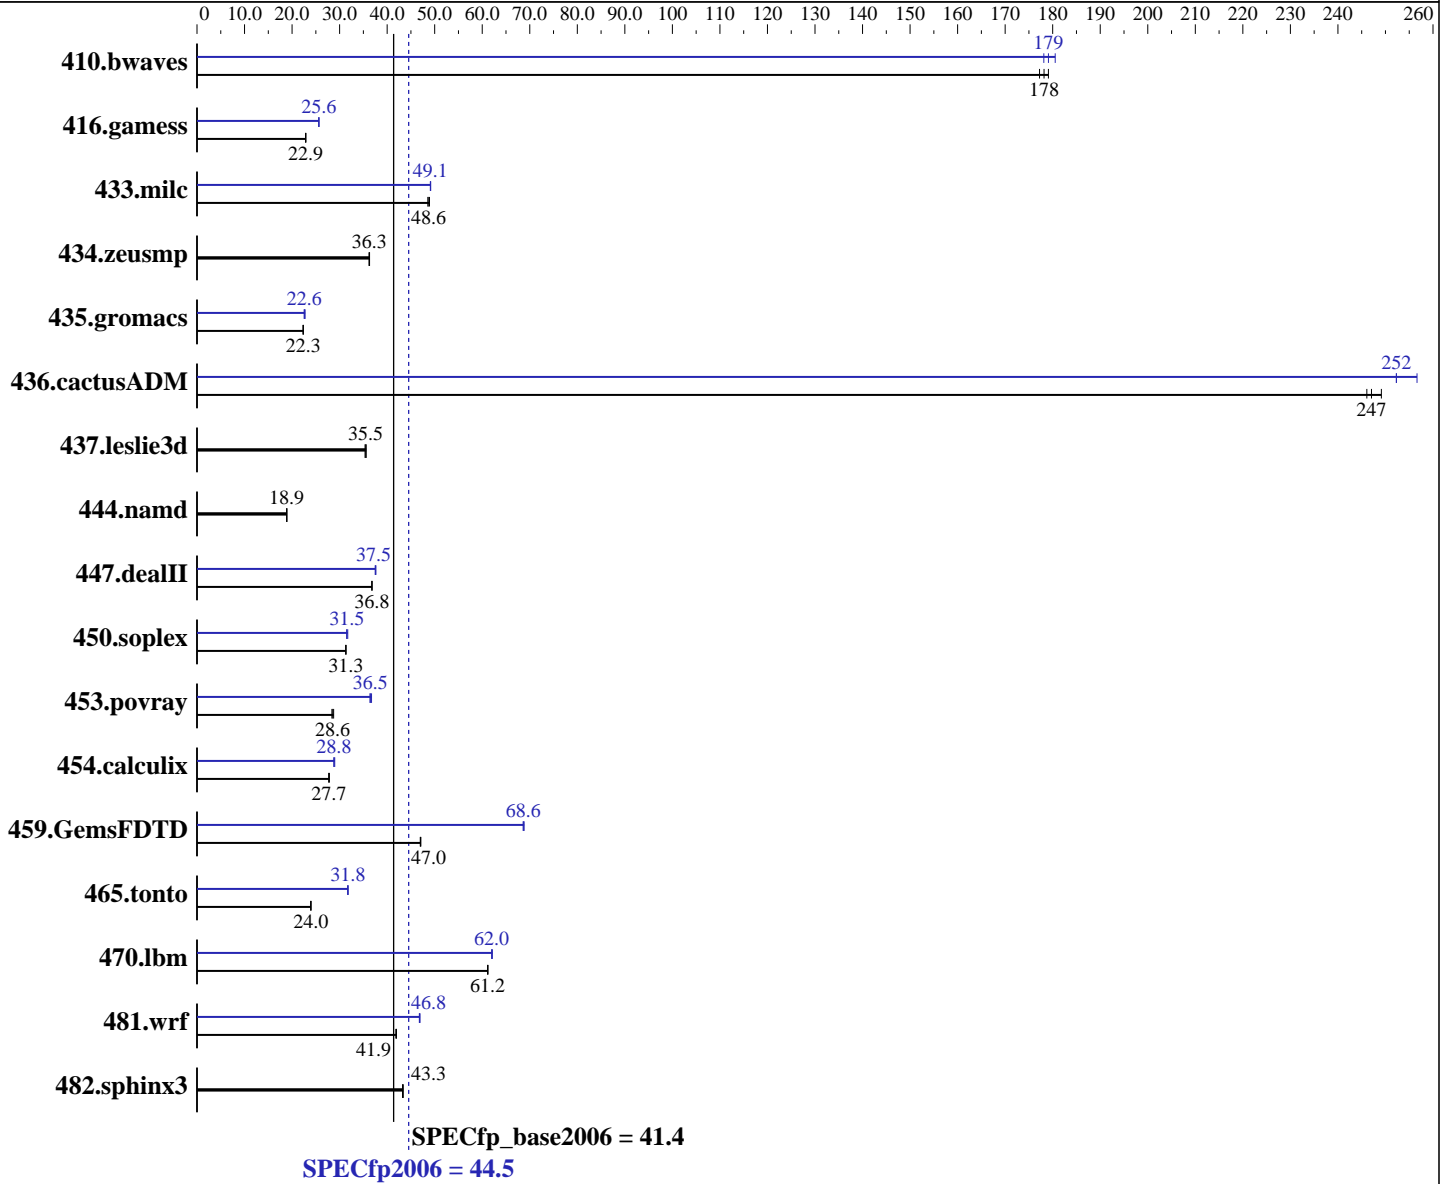 0 10.0 20.0 30.0 40.0 50.0 60.0 70.0 80.0 90.0 100 110 120 130 140 150 160 170 180 190 200 210 220 230 240 260
410.bwaves 179
178
416.gamess 25.6
22.9
433.milc 49.1
48.6
434.zeusmp 36.3
435.gromacs 22.6
22.3
436.cactusADM 252
247
437.leslie3d 35.5
444.namd 18.9
447.dealII 37.5
36.8
450.soplex 31.5
31.3
453.povray 36.5
28.6
454.calculix 28.8
27.7
459.GemsFDTD 68.6
47.0
465.tonto 31.8
24.0
470.lbm 62.0
61.2
481.wrf 46.8
41.9
482.sphinx3 43.3
SPECfp_base2006 = 41.4
SPECfp2006 = 44.5